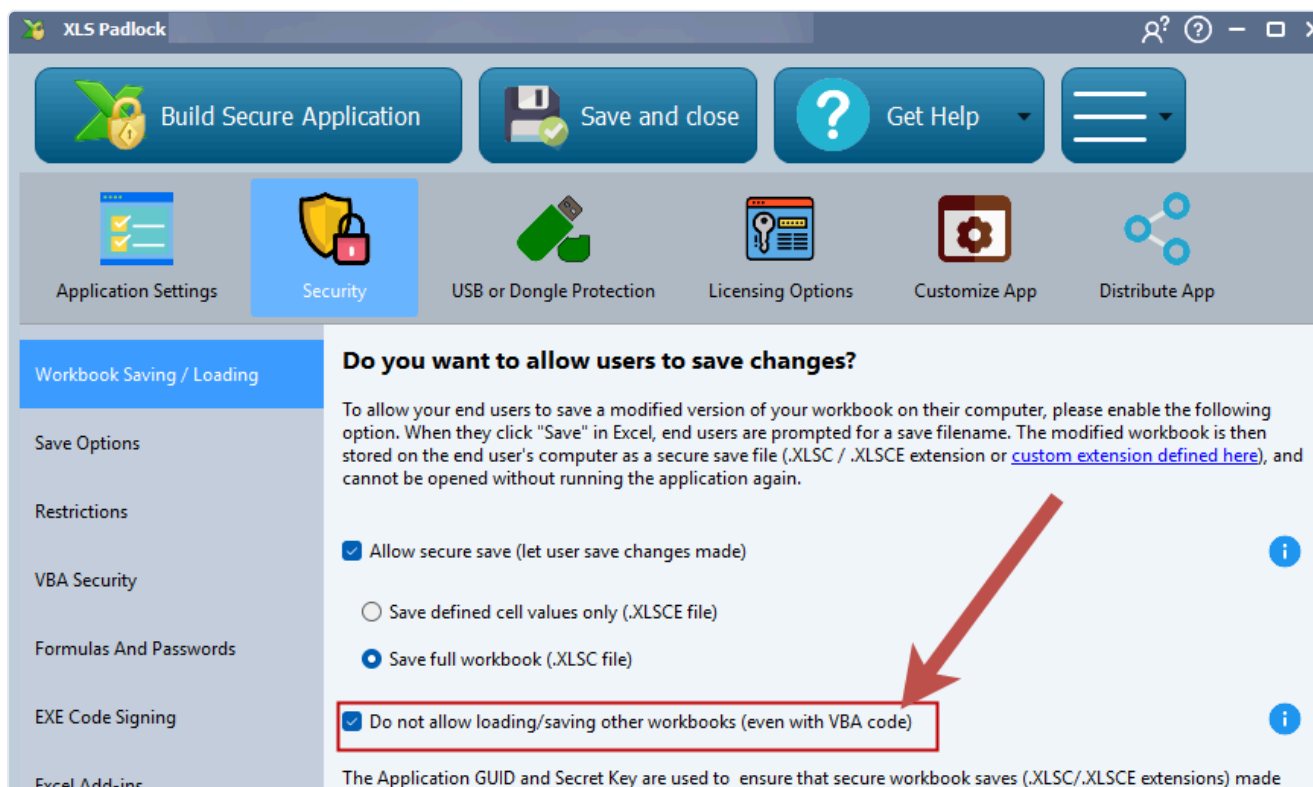 XLS Padlock
Build Secure Application
Save and close
Get Help
Application Settings
Security
USB or Dongle Protection
Licensing Options
Customize App
Distribute App
Workbook Saving / Loading
Save Options
Restrictions
VBA Security
Formulas And Passwords
EXE Code Signing
Excel Add-ins
Do you want to allow users to save changes?
To allow your end users to save a modified version of your workbook on their computer, please enable the following
option. When they click "Save" in Excel, end users are prompted for a save filename. The modified workbook is then
stored on the end user's computer as a secure save file (.XLSC / .XLSCE extension or custom extension defined here), and
cannot be opened without running the application again.
Allow secure save (let user save changes made)
Save defined cell values only (.XLSCE file)
Save full workbook (.XLSC file)
Do not allow loading/saving other workbooks (even with VBA code)
The Application GUID and Secret Key are used to ensure that secure workbook saves (.XLSC/.XLSCE extensions) made